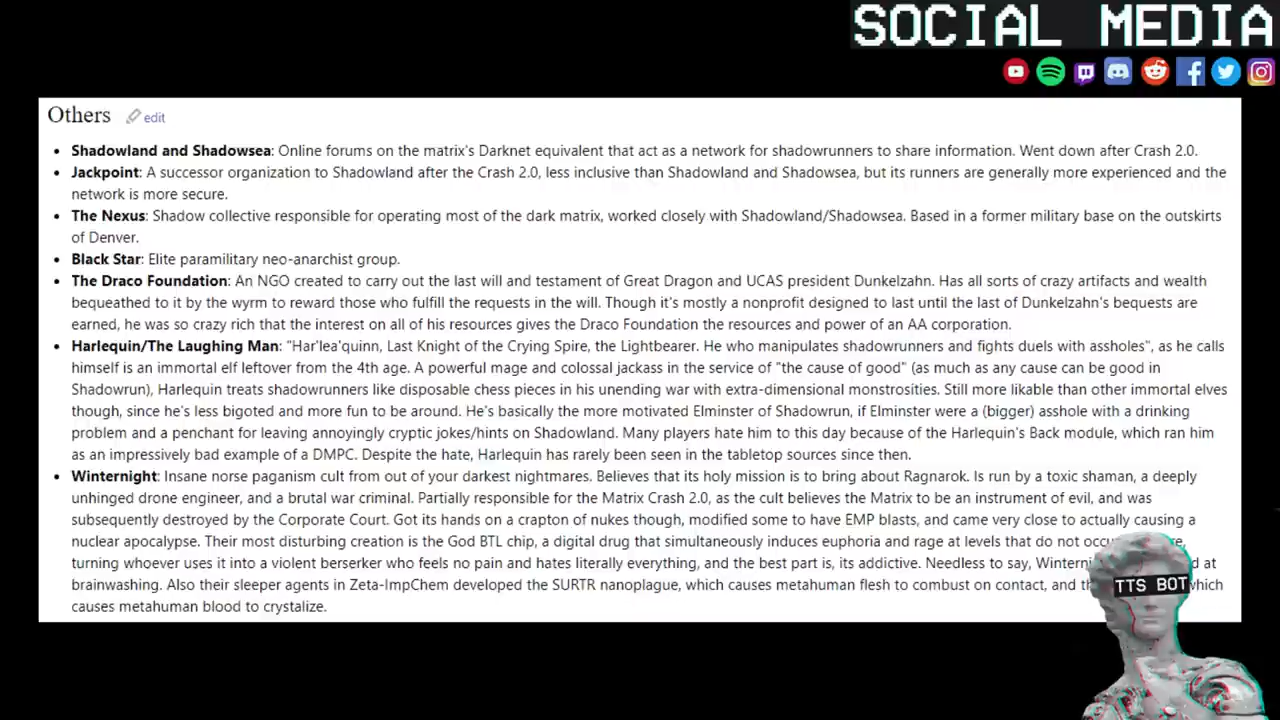 SOCIAL MEDIA
Others edit
Shadowland and Shadowsea: Online forums on the matrix's Darknet equivalent that act as a network for shadowrunners to share information. Went down after Crash 2.0.
Jackpoint: A successor organization to Shadowland after the Crash 2.0, less inclusive than Shadowland and Shadowsea, but its runners are generally more experienced and the
network is more secure.
The Nexus: Shadow collective responsible for operating most of the dark matrix, worked closely with Shadowland/Shadowsea. Based in a former military base on the outskirts
of Denver.
Black Star: Elite paramilitary neo-anarchist group.
The Draco Foundation: An NGO created to carry out the last will and testament of Great Dragon and UCAS president Dunkelzahn. Has all sorts of crazy artifacts and wealth
bequeathed to it by the wyrm to reward those who fulfill the requests in the will. Though it's mostly a nonprofit designed to last until the last of Dunkelzahn's bequests are
earned, he was so crazy rich that the interest on all of his resources gives the Draco Foundation the resources and power of an AA corporation.
Harlequin/The Laughing Man: "Har'lea'quinn, Last Knight of the Crying Spire, the Lightbearer. He who manipulates shadowrunners and fights duels with assholes", as he calls
himself is an immortal elf leftover from the 4th age. A powerful mage and colossal jackass in the service of "the cause of good" (as much as any cause can be good in
Shadowrun), Harlequin treats shadowrunners like disposable chess pieces in his unending war with extra-dimensional monstrosities. Still more likable than other immortal elves
though, since he's less bigoted and more fun to be around. He's basically the more motivated Elminster of Shadowrun, if Elminster were a (bigger) asshole with a drinking
problem and a penchant for leaving annoyingly cryptic jokes/hints on Shadowland. Many players hate him to this day because of the Harlequin's Back module, which ran him
as an impressively bad example of a DMPC. Despite the hate, Harlequin has rarely been seen in the tabletop sources since then.
Winternight: Insane norse paganism cult from out of your darkest nightmares. Believes that its holy mission is to bring about Ragnarok. Is run by a toxic shaman, a deeply
unhinged drone engineer, and a brutal war criminal. Partially responsible for the Matrix Crash 2.0, as the cult believes the Matrix to be an instrument of evil, and was
subsequently destroyed by the Corporate Court. Got its hands on a crapton of nukes though, modified some to have EMP blasts, and came very close to actually causing a
nuclear apocalypse. Their most disturbing creation is the God BTL chip, a digital drug that simultaneously induces euphoria and rage at levels that do not
turning whoever uses it into a violent berserker who feels no pain and hates literally everything, and the best part is, its addictive. Needless to say, at
brainwashing. Also their sleeper agents in Zeta-ImpChem developed the SURTR nanoplague, which causes metahuman flesh to combust on contact, and which
causes metahuman blood to crystalize.
TTS BOT